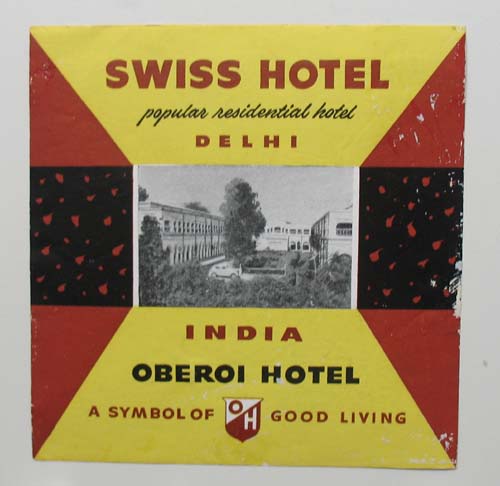 SWISS HOTEL
popular residential hotel
DELHI
INDIA
OBEROI HOTEL
A SYMBOL OF OH GOOD LIVING